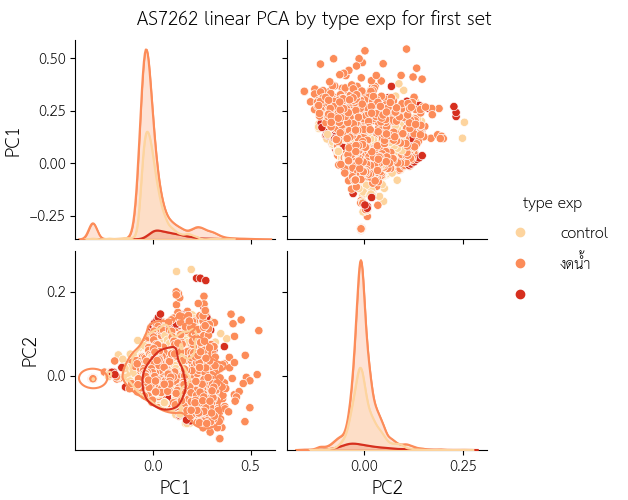 AS7262 linear PCA by type exp for first set
PC1
0.50
0.25
0.00
−0.25
type exp
control
งดน้ำ
PC2
0.2
0.0
0.0
0.5
PC1
0.00
0.25
PC2